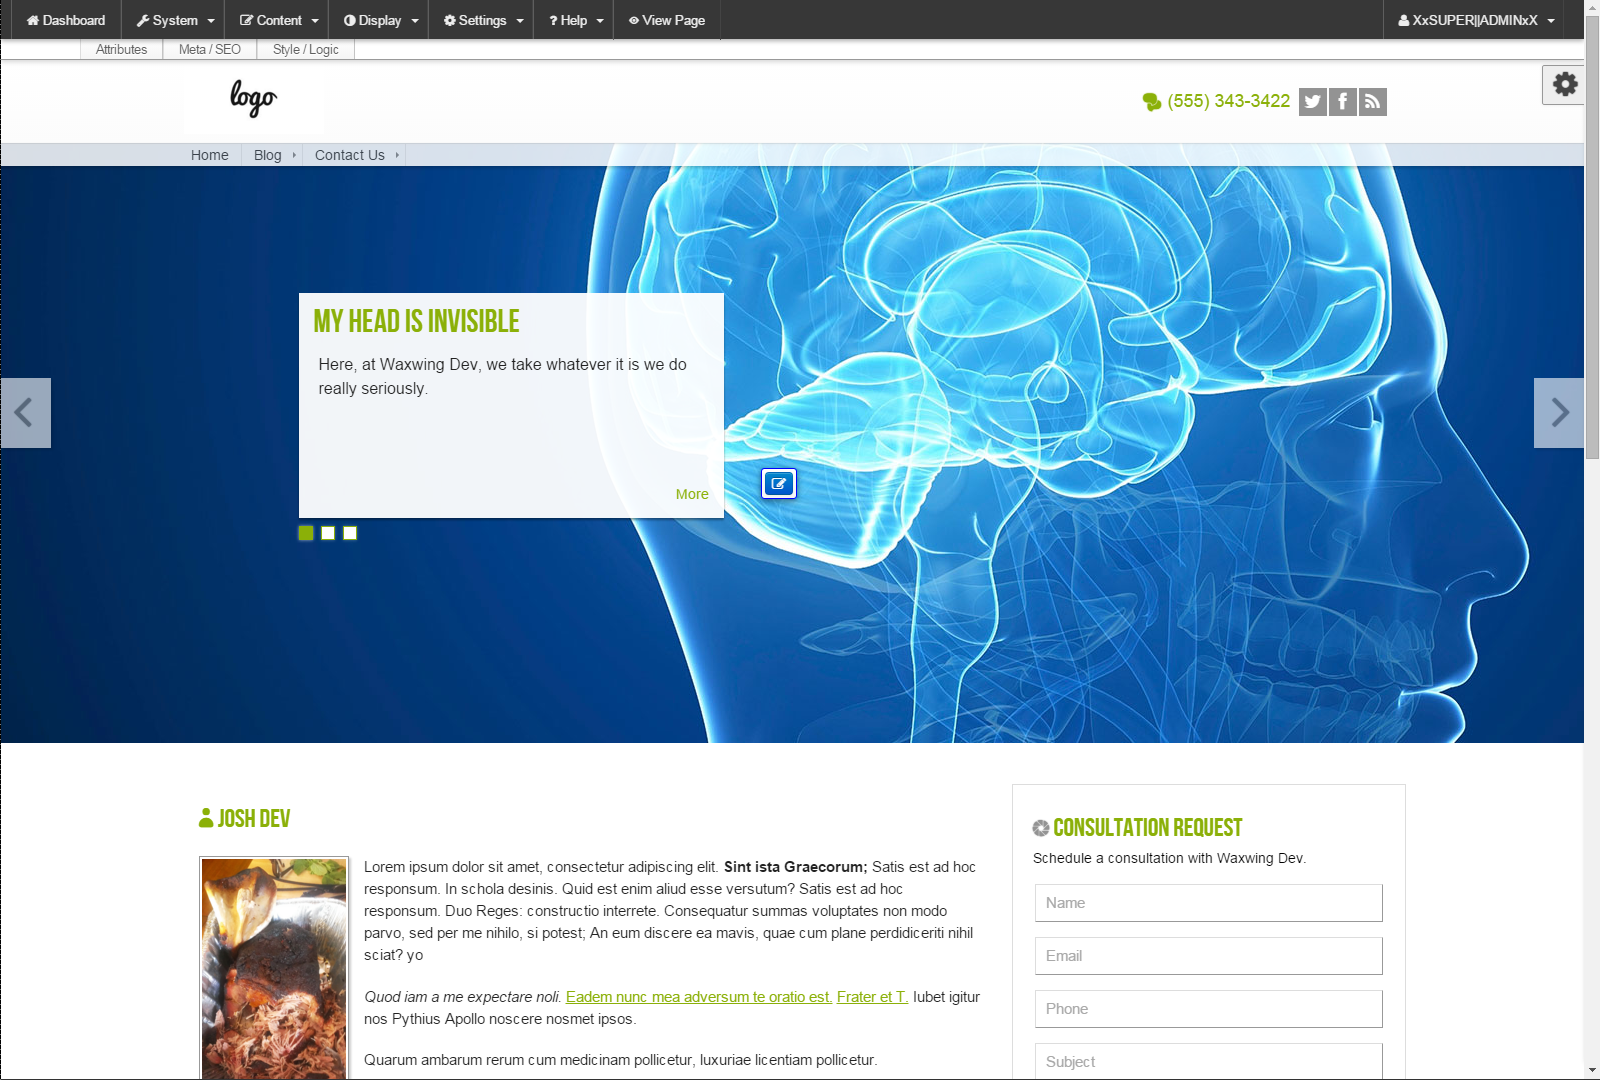 Dashboard System Content Display Settings ? Help View Page XxSUPER||ADMINxX
Attributes Meta / SEO Style / Logic
logo
(555) 343-3422
Home Blog Contact Us
MY HEAD IS INVISIBLE
Here, at Waxwing Dev, we take whatever it is we do
really seriously.
More
JOSH DEV
Lorem ipsum dolor sit amet, consectetur adipiscing elit. Sint ista Graecorum; Satis est ad hoc
responsum. In schola desinis. Quid est enim aliud esse versutum? Satis est ad hoc
responsum. Duo Reges: constructio interrete. Consequatur summas voluptates non modo
parvo, sed per me nihilo, si potest; An eum discere ea mavis, quae cum plane perdidiceriti nihil
sciat? yo
Quod iam a me expectare noli. Eadem nunc mea adversum te oratio est. Frater et T. Iubet igitur
nos Pythius Apollo noscere nosmet ipsos.
Quarum ambarum rerum cum medicinam pollicetur, luxuriae licentiam pollicetur.
CONSULTATION REQUEST
Schedule a consultation with Waxwing Dev.
Name
Email
Phone
Subject